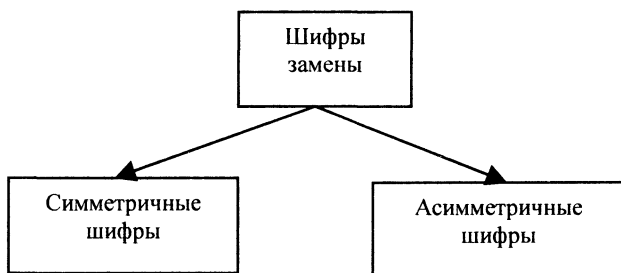 Шифры
замены
Симметричные
шифры
Асимметричные
шифры